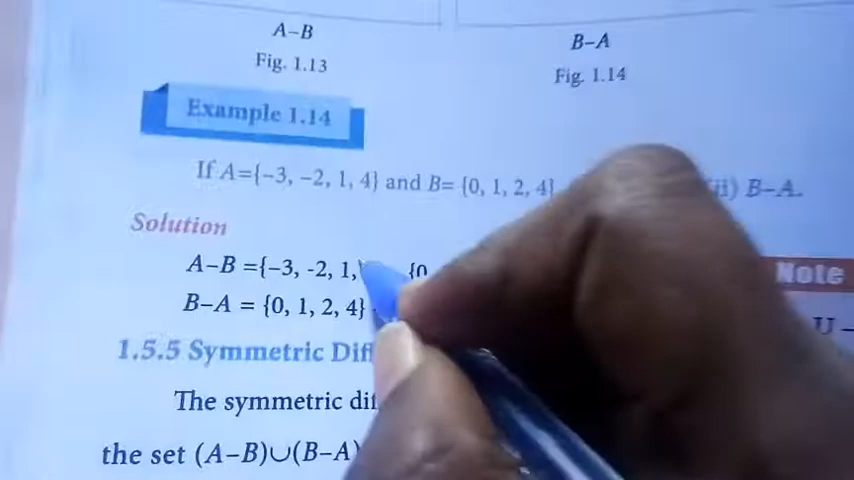 A–B
B–A
Fig. 1.13
Fig. 1.14
Example 1.14
If A={–3, –2, 1, 4} and B= {0, 1, 2, 4} (ii) B–A.
Solution
A–B ={–3, -2, 1, {0
B–A = {0, 1, 2, 4}
Note
U –
1.5.5 Symmetric
The symmetric
the set (A–B)∪(B–A)